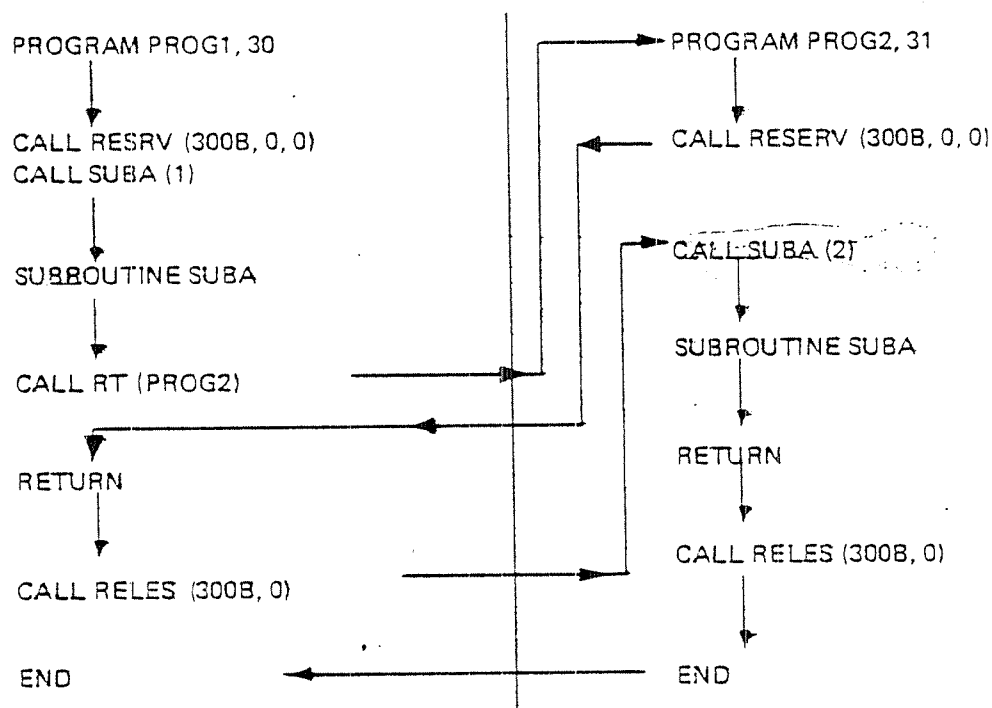 PROGRAM PROG1, 30
CALL RESRV (300B, 0, 0)
CALL SUBA (1)
SUBROUTINE SUBA
CALL RT (PROG2)
RETURN
CALL RELES (300B, 0)
END
PROGRAM PROG2, 31
CALL RESERV (300B, 0, 0)
CALL SUBA (2)
SUBROUTINE SUBA
RETURN
CALL RELES (300B, 0)
END